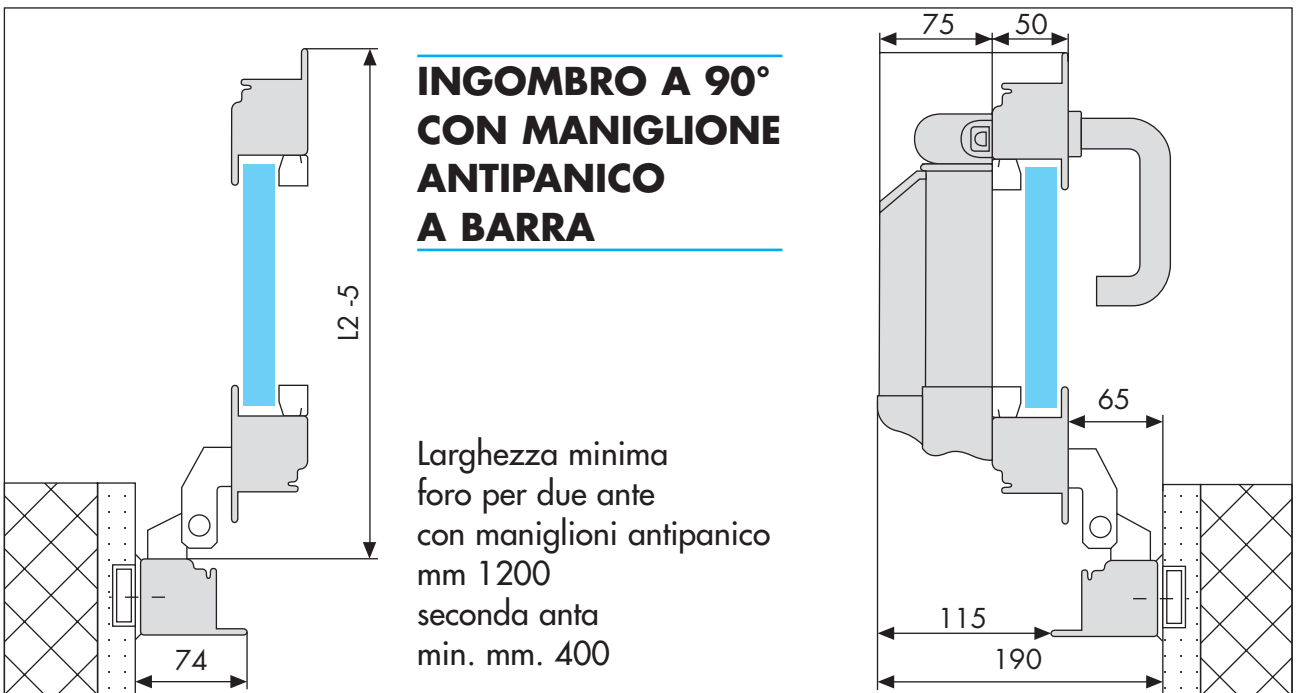 75
50
INGOMBRO A 90°
CON MANIGLIONE
ANTIPANICO
A BARRA
L2 -5
65
Larghezza minima
foro per due ante
con maniglioni antipanico
mm 1200
seconda anta
min. mm. 400
74
115
190